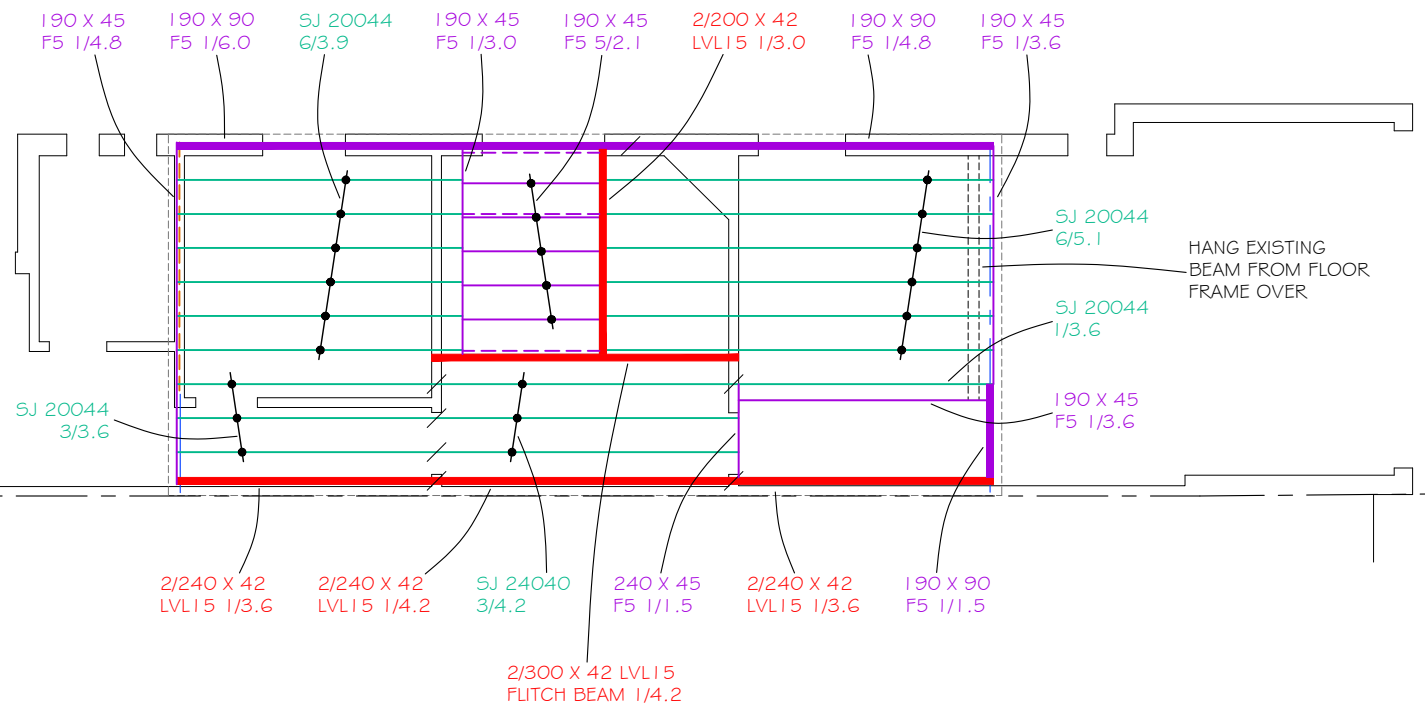 190 X 45
F5 1/4.8
190 X 90
F5 1/6.0
SJ 20044
6/3.9
190 X 45
F5 1/3.0
190 X 45
F5 5/2.1
2/200 X 42
LVL15 1/3.0
190 X 90
F5 1/4.8
190 X 45
F5 1/3.6
SJ 20044
6/5.1
HANG EXISTING
BEAM FROM FLOOR
FRAME OVER
SJ 20044
1/3.6
190 X 45
F5 1/3.6
SJ 20044
3/3.6
2/240 X 42
LVL15 1/3.6
2/240 X 42
LVL15 1/4.2
SJ 24040
3/4.2
240 X 45
F5 1/1.5
2/240 X 42
LVL15 1/3.6
190 X 90
F5 1/1.5
2/300 X 42 LVL15
FLITCH BEAM 1/4.2